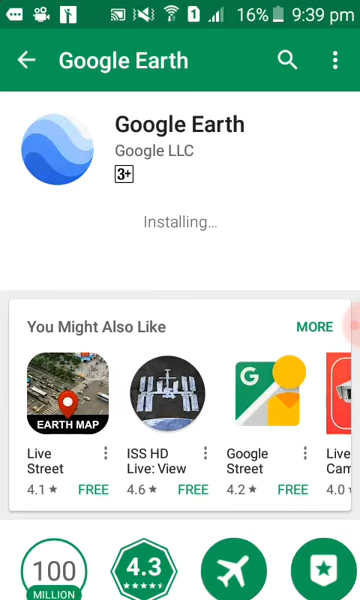 1
16%
9:39 pm
Google Earth
Google Earth
Google LLC
3+
Installing...
You Might Also Like
MORE
EARTH MAP
G
Live
Street
ISS HD
Live: View
Google
Street
Live
Cam
4.1 ★
FREE
4.6 ★
FREE
4.2 ★
FREE
4.0
100
MILLION
4.3
★★★★★